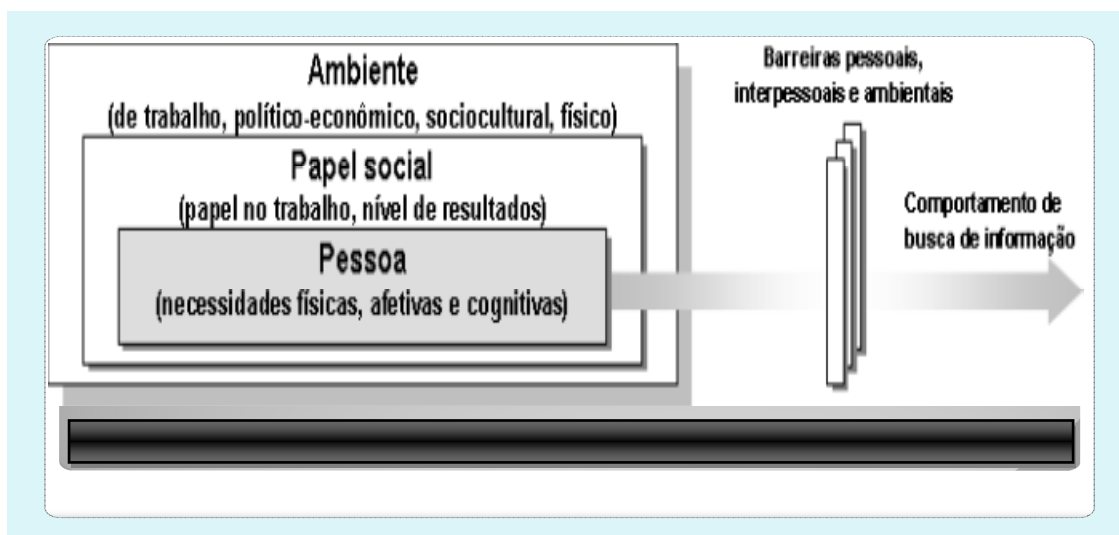 Ambiente
(de trabalho, político-econômico, sociocultural, físico)
Papel social
(papel no trabalho, nível de resultados)
Pessoa
(necessidades físicas, afetivas e cognitivas)
Barreiras pessoais,
interpessoais e ambientais
Comportamento de
busca de informação